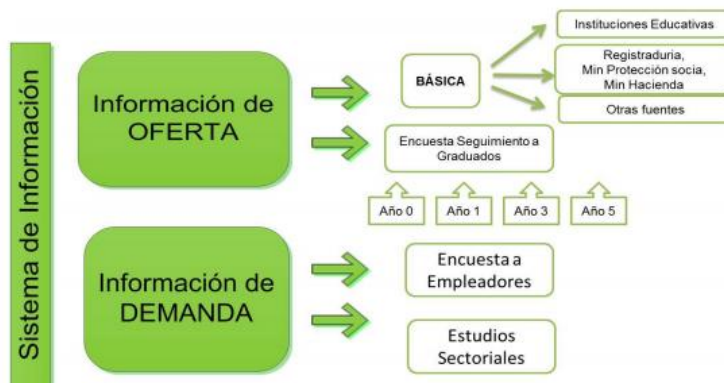 Sistema de Información
Información de
OFERTA
BÁSICA
Instituciones Educativas
Registraduria,
Min Protección socia,
Min Hacienda
Otras fuentes
Encuesta Seguimiento a
Graduados
Año 0
Año 1
Año 3
Año 5
Información de
DEMANDA
Encuesta a
Empleadores
Estudios
Sectoriales